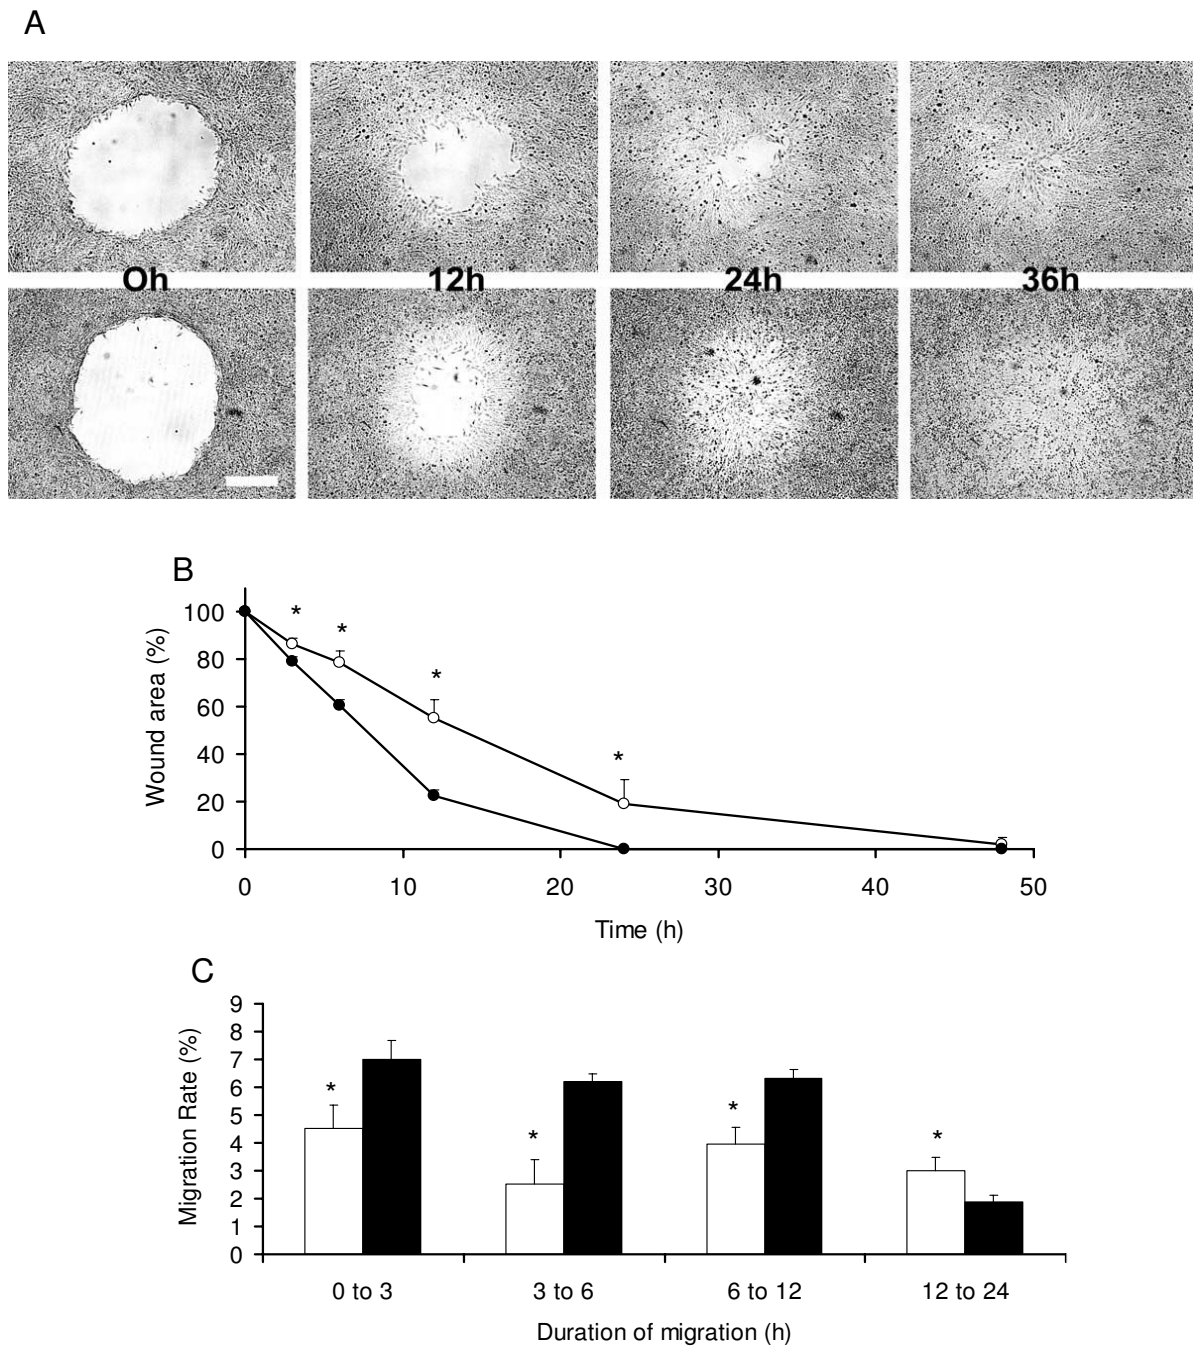 A
Oh 12h 24h 36h
B
Wound area (%)
100
80
60
40
20
0
* * * *
0 10 20 30 40 50
Time (h)
C
Migration Rate (%)
9
8
7
6
5
4
3
2
1
0
* * * *
0 to 3 3 to 6 6 to 12 12 to 24
Duration of migration (h)